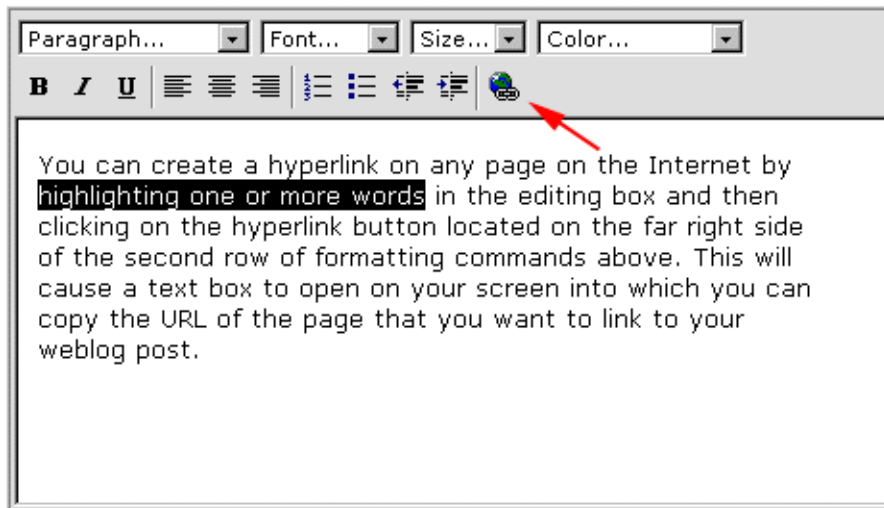 Paragraph... Font... Size... Color...
B I U
You can create a hyperlink on any page on the Internet by
highlighting one or more words in the editing box and then
clicking on the hyperlink button located on the far right side
of the second row of formatting commands above. This will
cause a text box to open on your screen into which you can
copy the URL of the page that you want to link to your
weblog post.